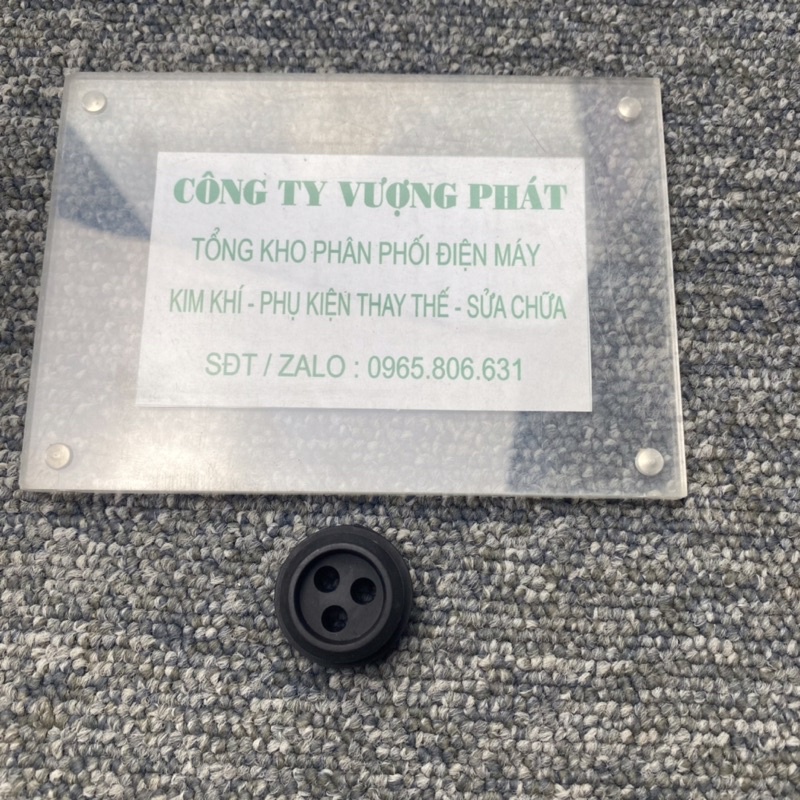 CÔNG TY VƯỢNG PHÁT
TỔNG KHO PHÂN PHỐI ĐIỆN MÁY
KIM KHÍ - PHỤ KIỆN THAY THẾ - SỬA CHỮA
SĐT / ZALO : 0965.806.631